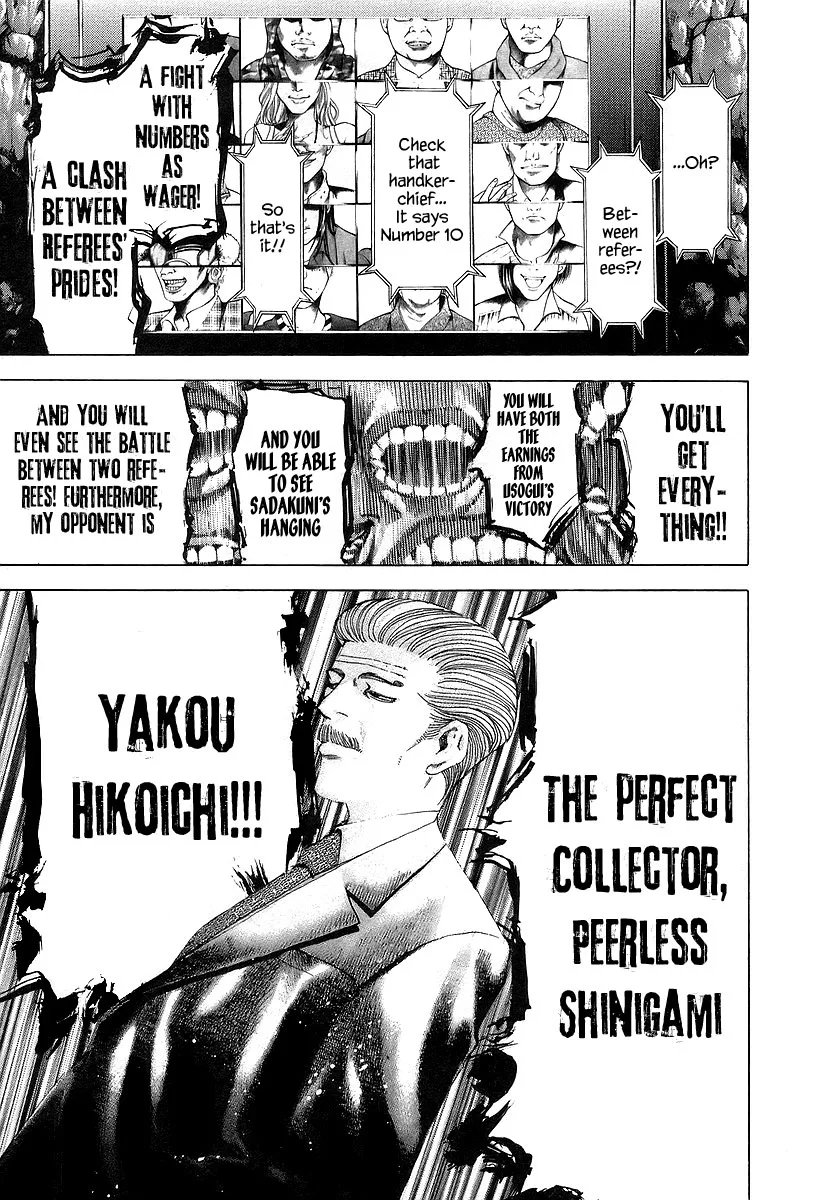 ...Oh?
Bet-
ween
refer-
ees?!
Check
that
handker-
chief...
It says
Number 10
So
that's
it!!
A FIGHT
WITH
NUMBERS
AS
WAGER!
A CLASH
BETWEEN
REFEREES'
PRIDES!
YOU'LL
GET
EVERY-
THING!!
YOU WILL
HAVE BOTH
THE
EARNINGS
FROM
USOGUI'S
VICTORY
AND YOU
WILL BE ABLE
TO SEE
SADAKUNI'S
HANGING
AND YOU WILL
EVEN SEE THE BATTLE
BETWEEN TWO REFE-
REES! FURTHERMORE,
MY OPPONENT IS
THE PERFECT
COLLECTOR,
PEERLESS
SHINIGAMI
YAKOU
HIKOICHI!!!